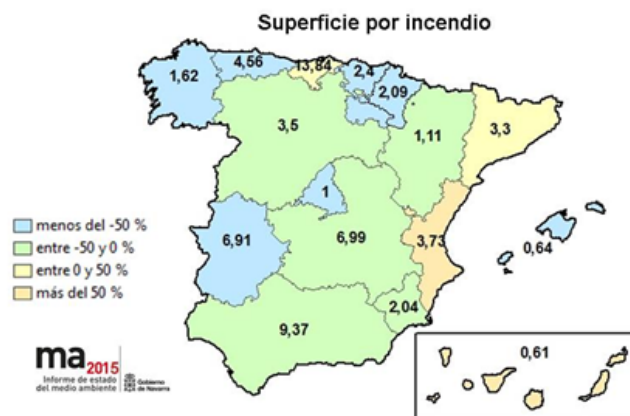 Superficie por incendio
1,62
4,56
13,84
2,4
2,09
3,5
1,11
3,3
1
6,91
6,99
3,73
0,64
2,04
9,37
0,61
menos del -50 %
entre -50 y 0 %
entre 0 y 50 %
más del 50 %
ma2015
Informe de estado
del medio ambiente
Gobierno
de Navarra